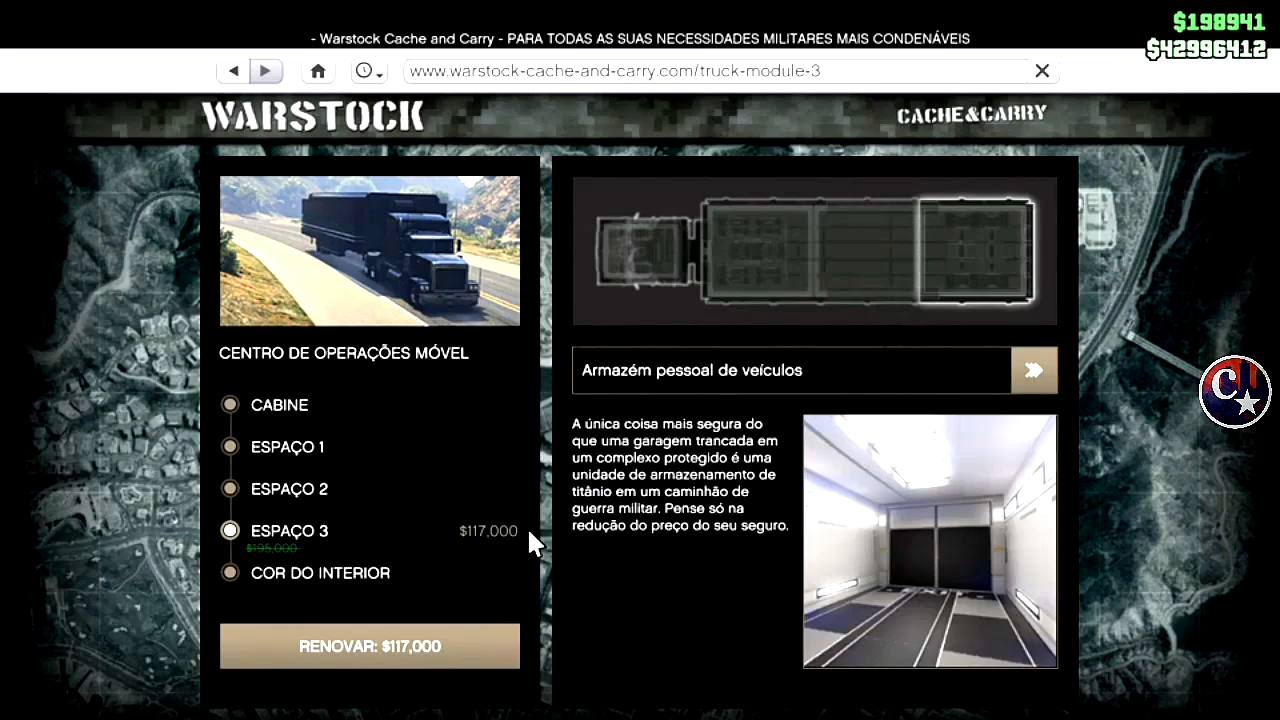 $198941
- Warstock Cache and Carry - PARA TODAS AS SUAS NECESSIDADES MILITARES MAIS CONDENÁVEIS
$42996412
www.warstock-cache-and-carry.com/truck-module-3
WARSTOCK
CACHE&CARRY
CENTRO DE OPERAÇÕES MÓVEL
CABINE
ESPAÇO 1
ESPAÇO 2
ESPAÇO 3 $117,000
$195,000
COR DO INTERIOR
RENOVAR: $117,000
Armazém pessoal de veículos
A única coisa mais segura do
que uma garagem trancada em
um complexo protegido é uma
unidade de armazenamento de
titânio em um caminhão de
guerra militar. Pense só na
redução do preço do seu seguro.
C